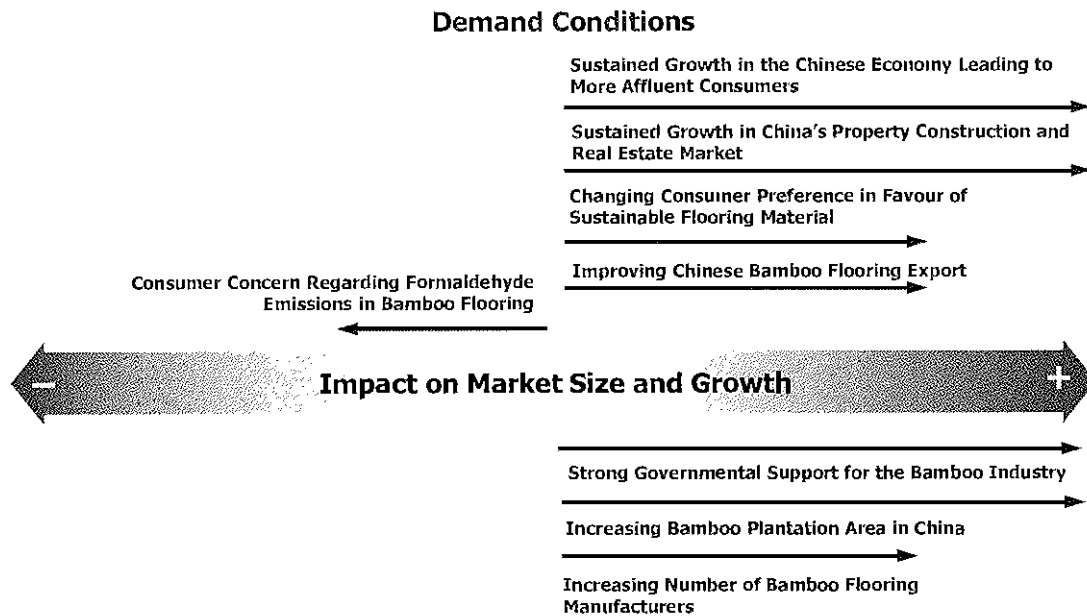 Demand Conditions
Sustained Growth in the Chinese Economy Leading to
More Affluent Consumers
Sustained Growth in China's Property Construction and
Real Estate Market
Changing Consumer Preference in Favour of
Sustainable Flooring Material
Improving Chinese Bamboo Flooring Export
Consumer Concern Regarding Formaldehyde
Emissions in Bamboo Flooring
− Impact on Market Size and Growth +
Strong Governmental Support for the Bamboo Industry
Increasing Bamboo Plantation Area in China
Increasing Number of Bamboo Flooring
Manufacturers